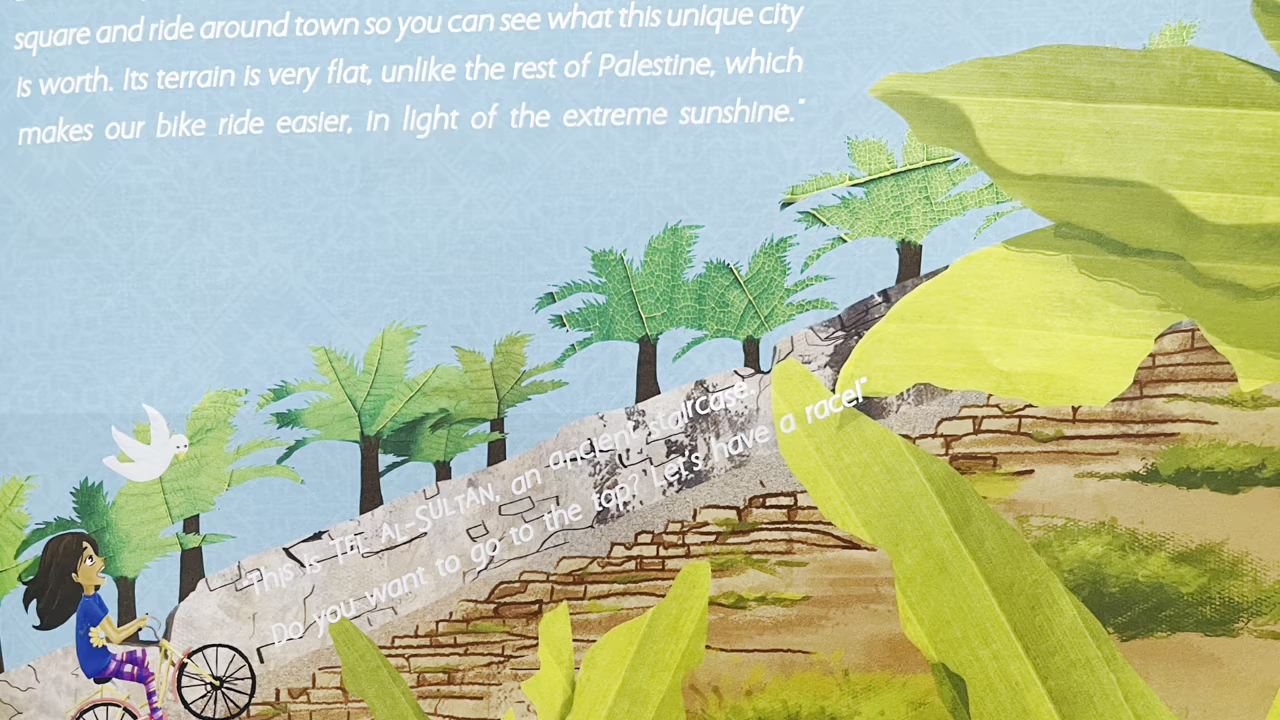 square and ride around town so you can see what this unique city
is worth. Its terrain is very flat, unlike the rest of Palestine, which
makes our bike ride easier, in light of the extreme sunshine."
"This is TEL AL-SULTAN, an ancient staircase.
Do you want to go to the top? Let's have a race!"